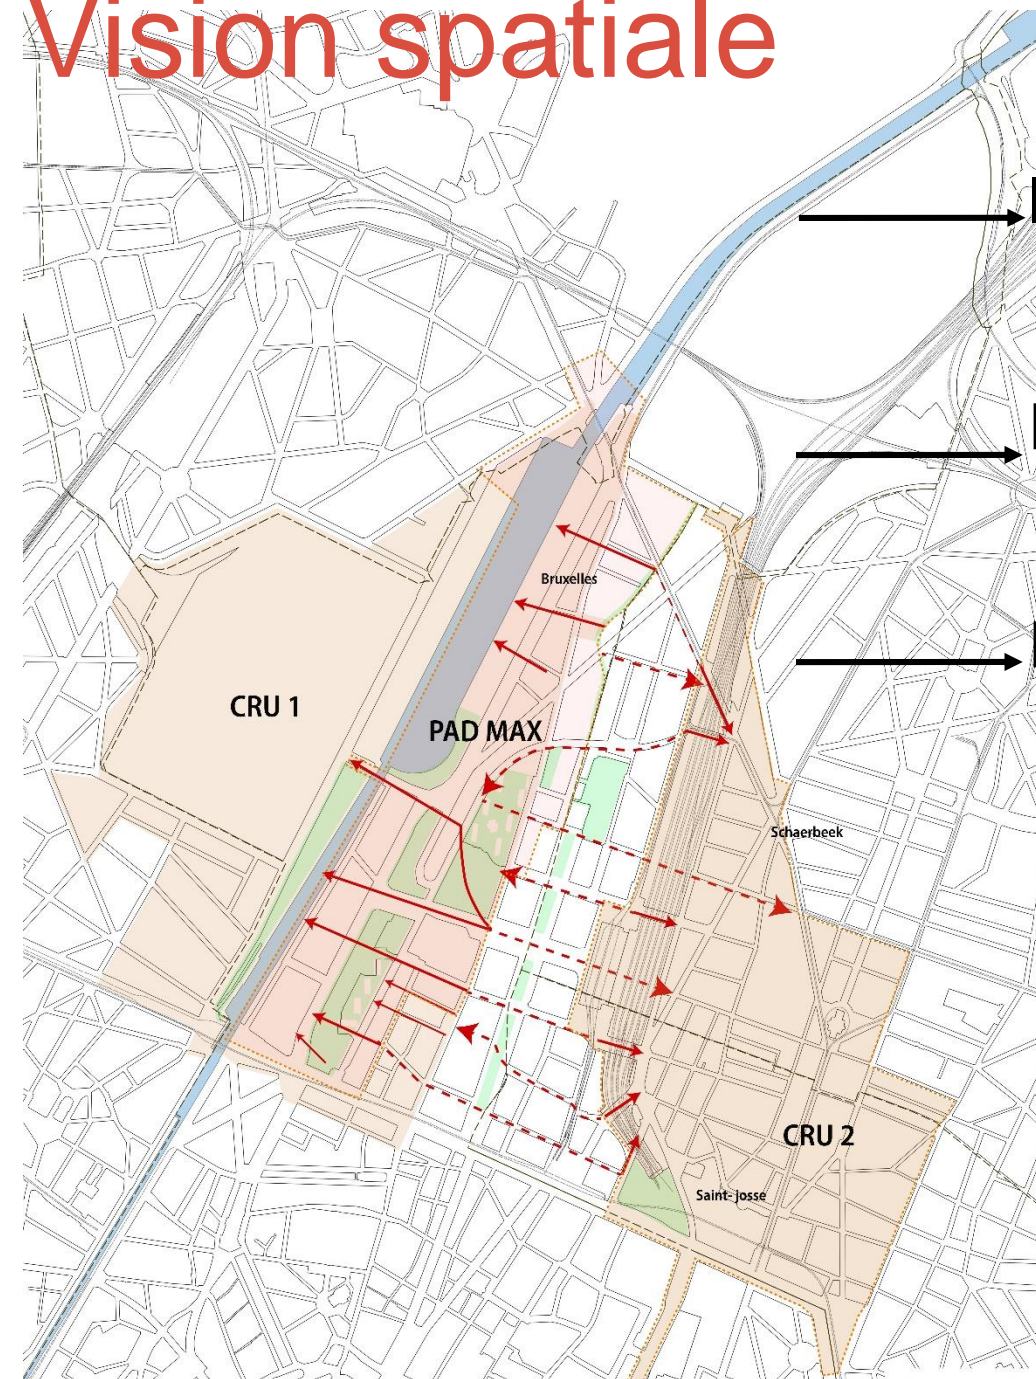 Vision spatiale
Bruxelles
CRU 1
PAD MAX
Schaerbeek
CRU 2
Saint-josse